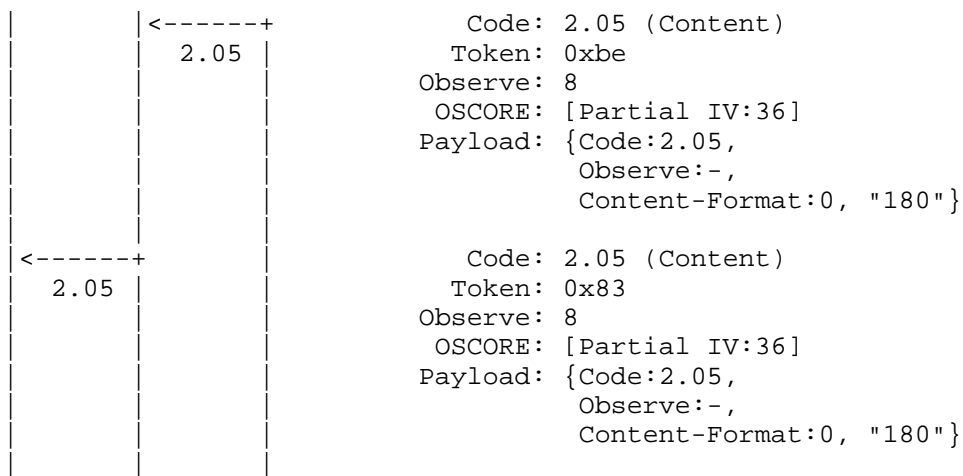 |       |<------+            Code: 2.05 (Content)
|       |  2.05 |           Token: 0xbe
|       |       |         Observe: 8
|       |       |          OSCORE: [Partial IV:36]
|       |       |         Payload: {Code:2.05,
|       |       |                   Observe:-,
|       |       |                   Content-Format:0, "180"}
|       |       |
|<------+       |            Code: 2.05 (Content)
|  2.05 |       |           Token: 0x83
|       |       |         Observe: 8
|       |       |          OSCORE: [Partial IV:36]
|       |       |         Payload: {Code:2.05,
|       |       |                   Observe:-,
|       |       |                   Content-Format:0, "180"}
|       |       |